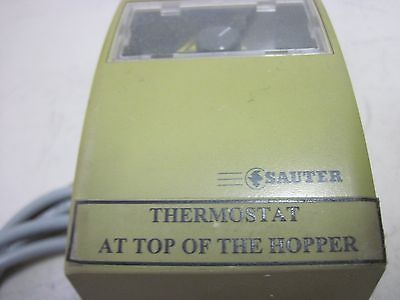 SAUTER
THERMOSTAT
AT TOP OF THE HOPPER